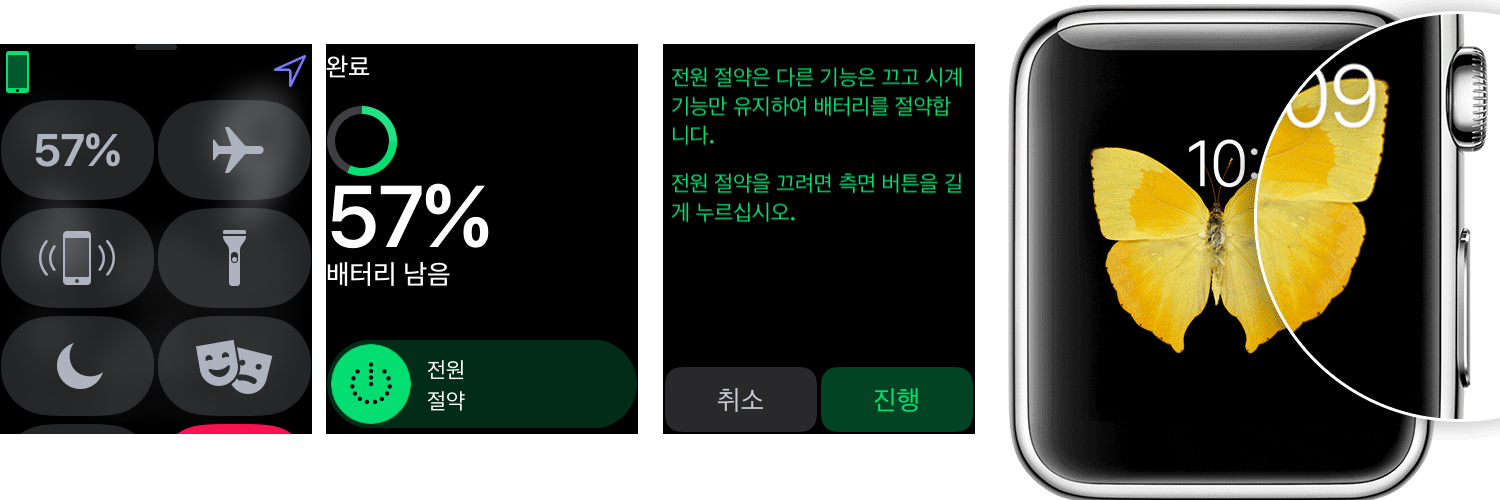 57%
완료
57%
배터리 남음
전원
절약
전원 절약은 다른 기능은 끄고 시계
기능만 유지하여 배터리를 절약합
니다.
전원 절약을 끄려면 측면 버튼을 길
게 누르십시오.
취소
진행
10:
09